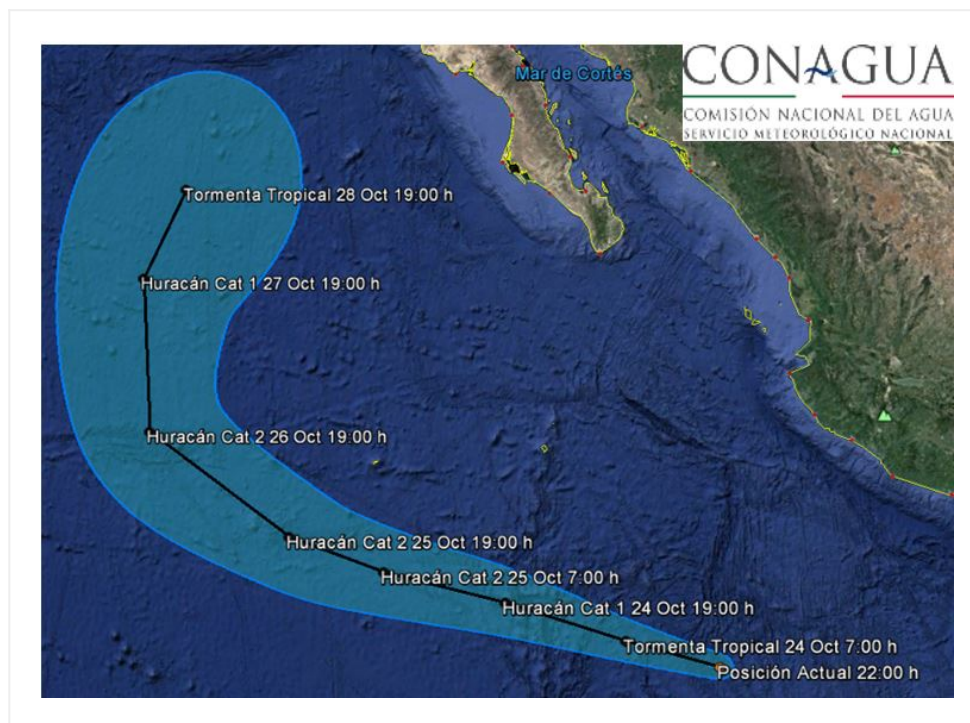 Mar de Cortés
CONAGUA
COMISIÓN NACIONAL DEL AGUA
SERVICIO METEOROLÓGICO NACIONAL
Tormenta Tropical 28 Oct 19:00 h
Huracán Cat 1 27 Oct 19:00 h
Huracán Cat 2 26 Oct 19:00 h
Huracán Cat 2 25 Oct 19:00 h
Huracán Cat 2 25 Oct 7:00 h
Huracán Cat 1 24 Oct 19:00 h
Tormenta Tropical 24 Oct 7:00 h
Posición Actual 22:00 h